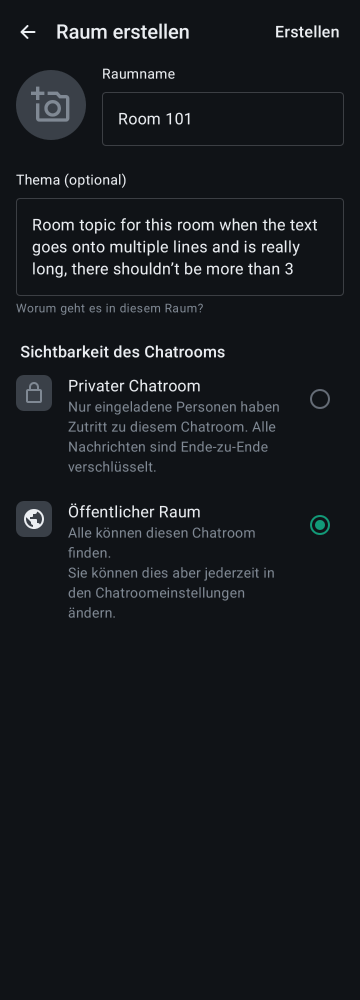 Raum erstellen
Erstellen
Raumname
Room 101
Thema (optional)
Room topic for this room when the text
goes onto multiple lines and is really
long, there shouldn’t be more than 3
Worum geht es in diesem Raum?
Sichtbarkeit des Chatrooms
Privater Chatroom
Nur eingeladene Personen haben
Zutritt zu diesem Chatroom. Alle
Nachrichten sind Ende-zu-Ende
verschlüsselt.
Öffentlicher Raum
Alle können diesen Chatroom
finden.
Sie können dies aber jederzeit in
den Chatroomeinstellungen
ändern.